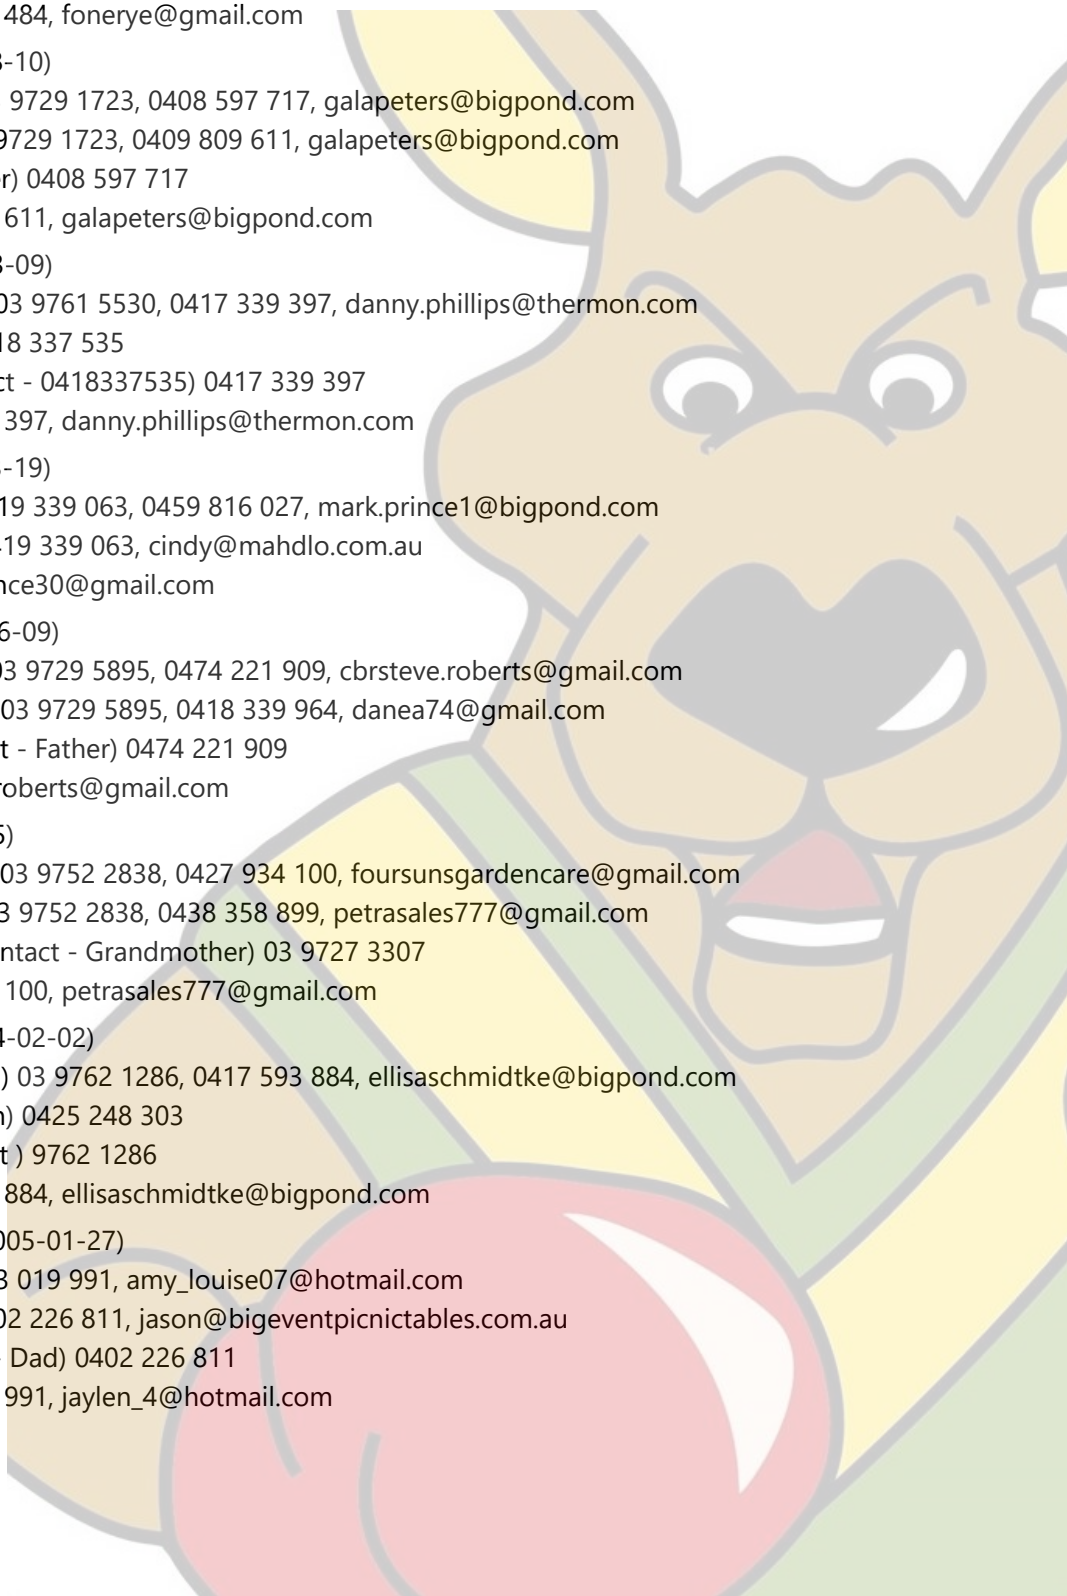 484, fonerye@gmail.com
-10)
9729 1723, 0408 597 717, galapeters@bigpond.com
9729 1723, 0409 809 611, galapeters@bigpond.com
r) 0408 597 717
611, galapeters@bigpond.com
-09)
03 9761 5530, 0417 339 397, danny.phillips@thermon.com
18 337 535
ct - 0418337535) 0417 339 397
397, danny.phillips@thermon.com
-19)
19 339 063, 0459 816 027, mark.prince1@bigpond.com
19 339 063, cindy@mahdlo.com.au
nce30@gmail.com
6-09)
03 9729 5895, 0474 221 909, cbrsteve.roberts@gmail.com
03 9729 5895, 0418 339 964, danea74@gmail.com
t - Father) 0474 221 909
roberts@gmail.com
)
03 9752 2838, 0427 934 100, foursunsgardencare@gmail.com
3 9752 2838, 0438 358 899, petrasales777@gmail.com
ntact - Grandmother) 03 9727 3307
100, petrasales777@gmail.com
4-02-02)
) 03 9762 1286, 0417 593 884, ellisaschmidtke@bigpond.com
) 0425 248 303
t ) 9762 1286
884, ellisaschmidtke@bigpond.com
005-01-27)
3 019 991, amy_louise07@hotmail.com
02 226 811, jason@bigeventpicnictables.com.au
- Dad) 0402 226 811
991, jaylen_4@hotmail.com